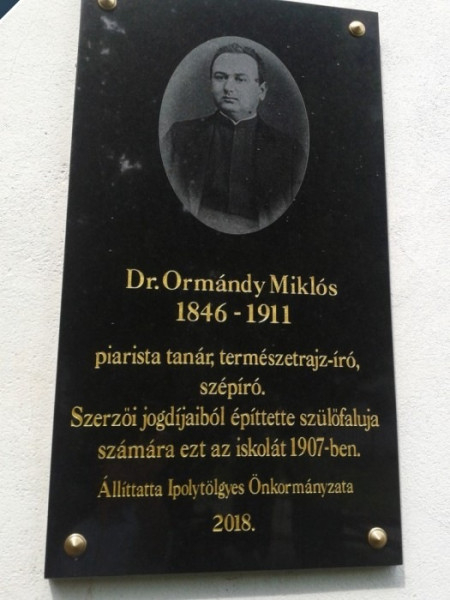 Dr. Ormándy Miklós
1846 - 1911
piarista tanár, természetrajz-író,
szépíró.
Szerzői jogdíjaiból építtette szülőfaluja
számára ezt az iskolát 1907-ben.
Állíttatta Ipolytölgyes Önkormányzata
2018.